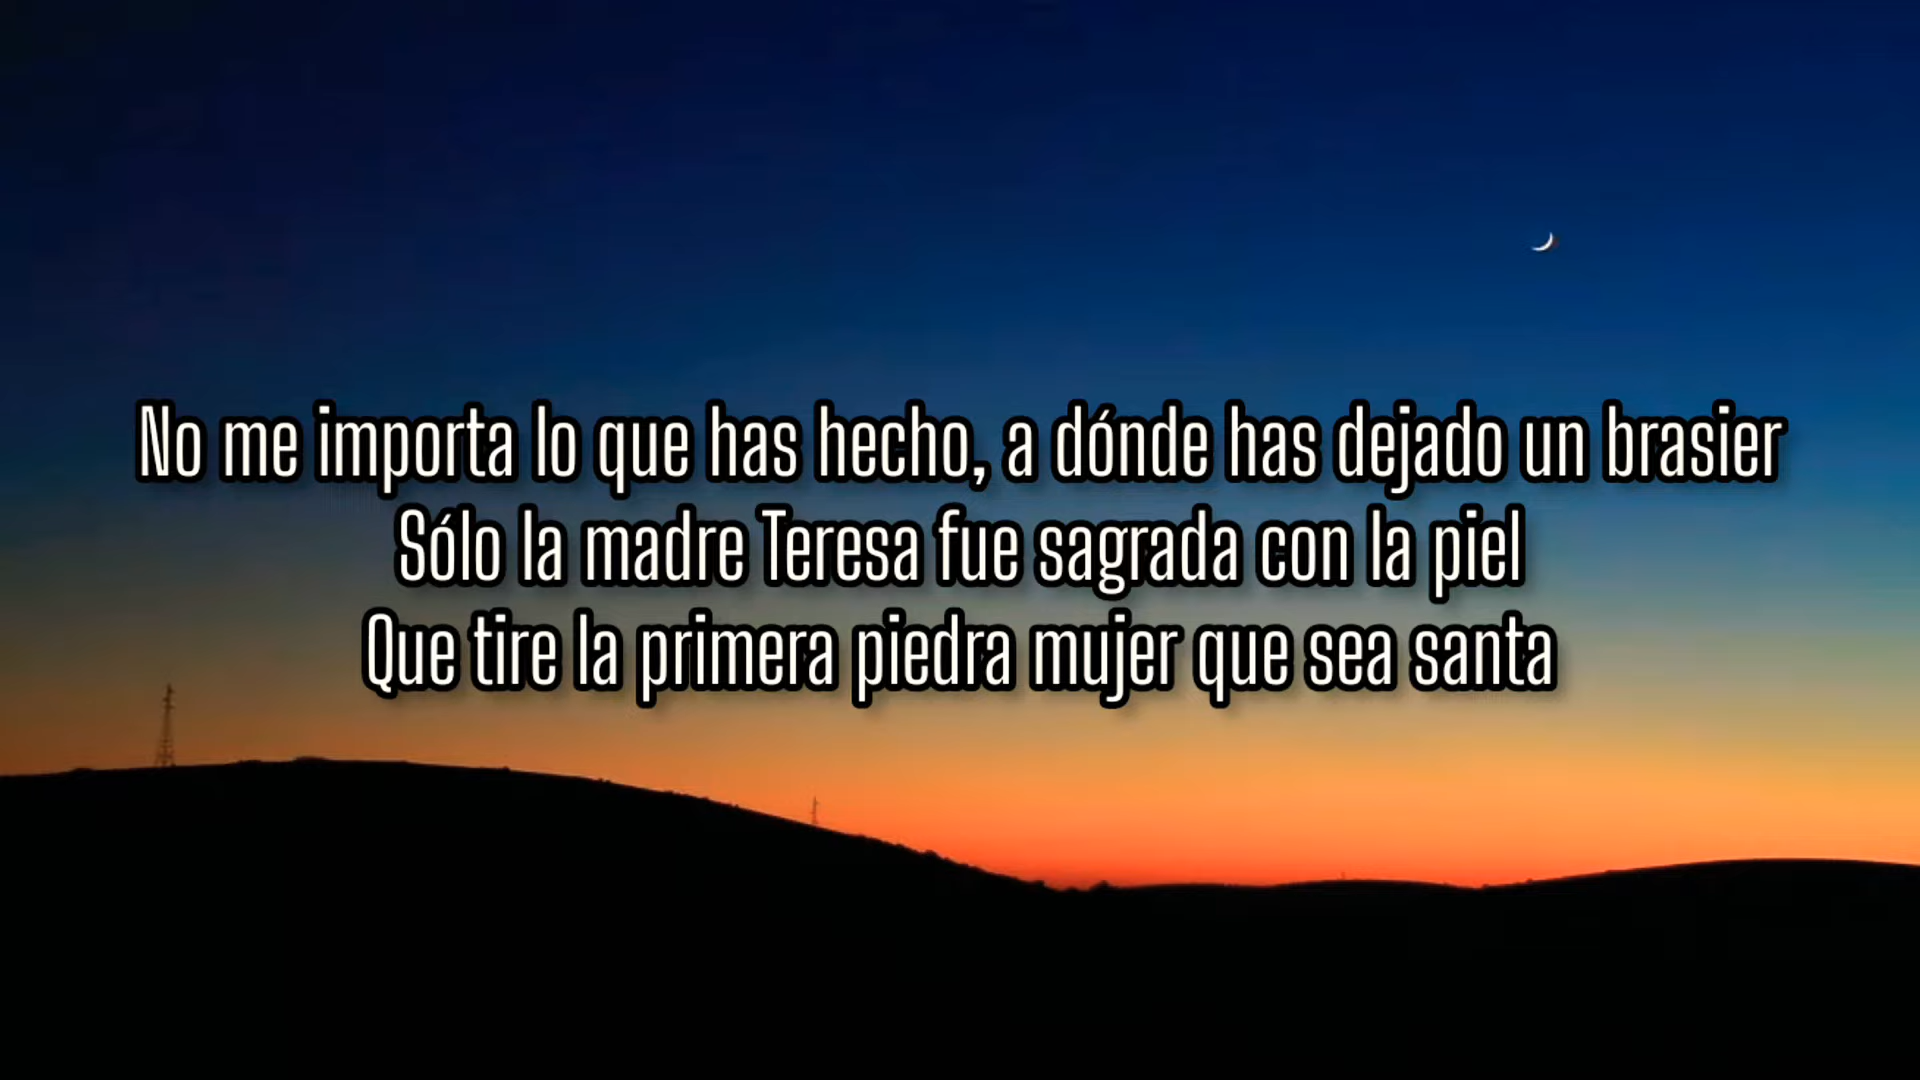 No me importa lo que has hecho, a dónde has dejado un brasier
Sólo la madre Teresa fue sagrada con la piel
Que tire la primera piedra mujer que sea santa